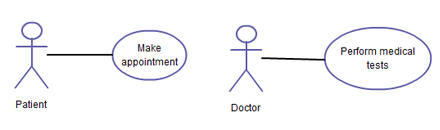 Make
appointment
Patient
Perform medical
tests
Doctor